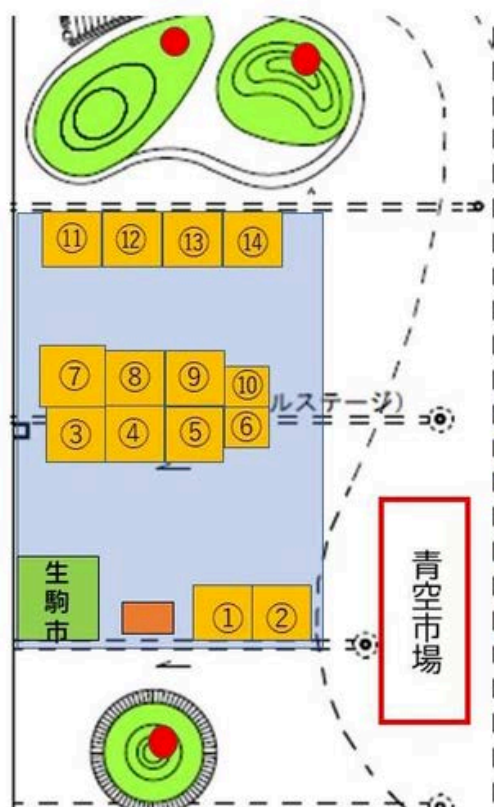 ⑪ ⑫ ⑬ ⑭
⑦ ⑧ ⑨ ⑩
ルステージ)
③ ④ ⑤ ⑥
生駒市
① ②
青空市場